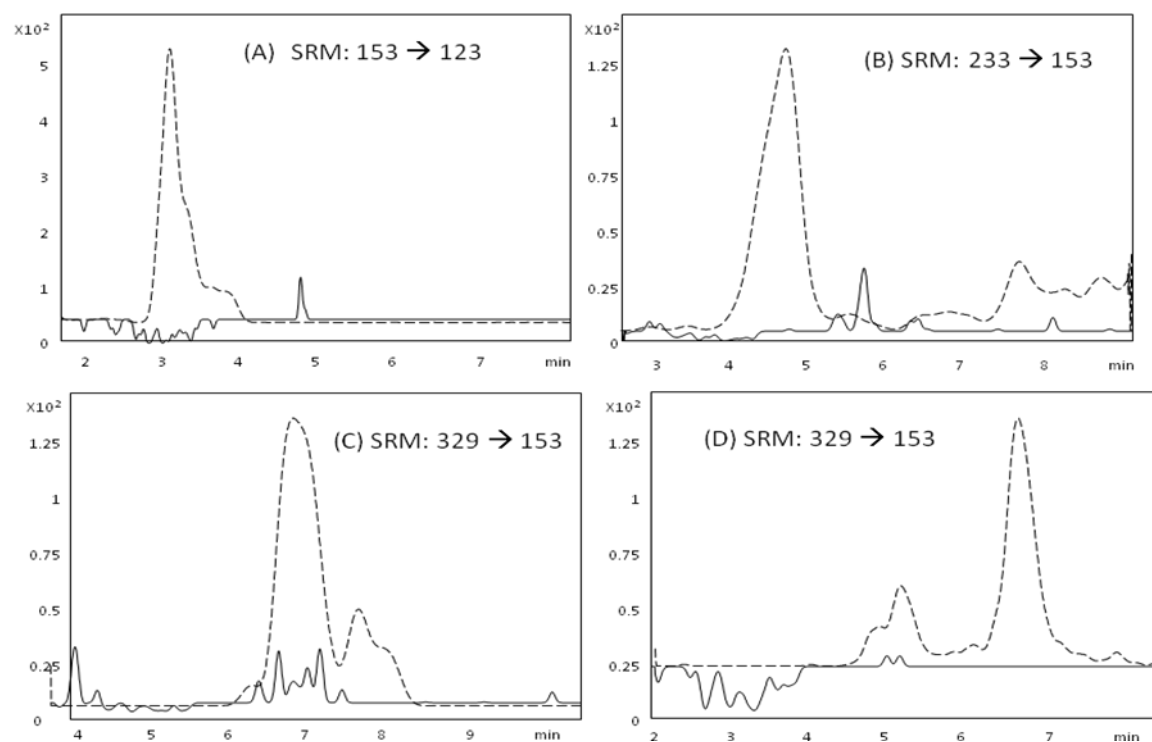 (A) SRM: 153 → 123
X10²
5
4
3
2
1
0
2 3 4 5 6 7 min
(B) SRM: 233 → 153
X10²
1.25
1
0.75
0.5
0.25
0
3 4 5 6 7 8 min
(C) SRM: 329 → 153
X10²
1.25
1
0.75
0.5
0.25
0
4 5 6 7 8 9 min
(D) SRM: 329 → 153
X10²
1.25
1
0.75
0.5
0.25
0
2 3 4 5 6 7 min